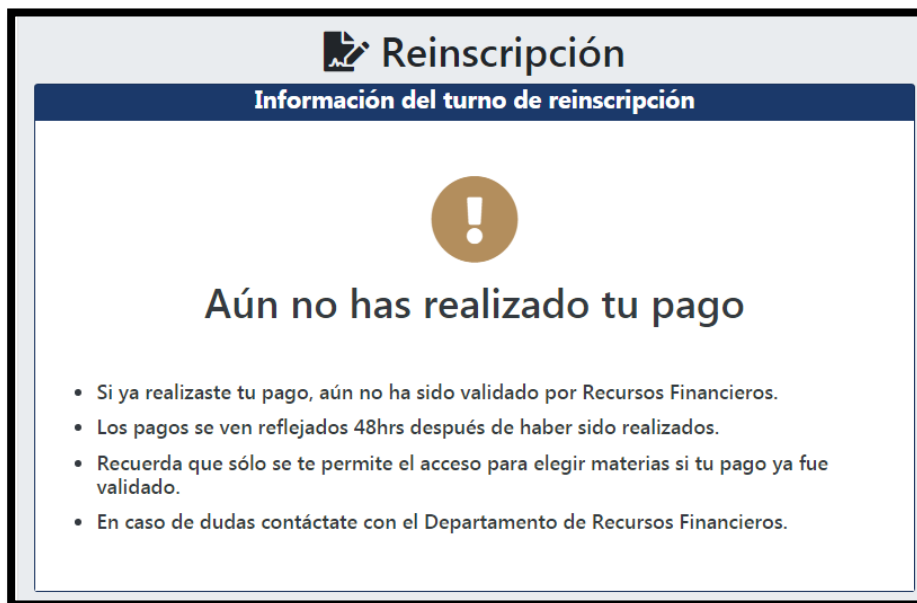 Reinscripción
Información del turno de reinscripción
Aún no has realizado tu pago
• Si ya realizaste tu pago, aún no ha sido validado por Recursos Financieros.
• Los pagos se ven reflejados 48hrs después de haber sido realizados.
• Recuerda que sólo se te permite el acceso para elegir materias si tu pago ya fue
validado.
• En caso de dudas contáctate con el Departamento de Recursos Financieros.